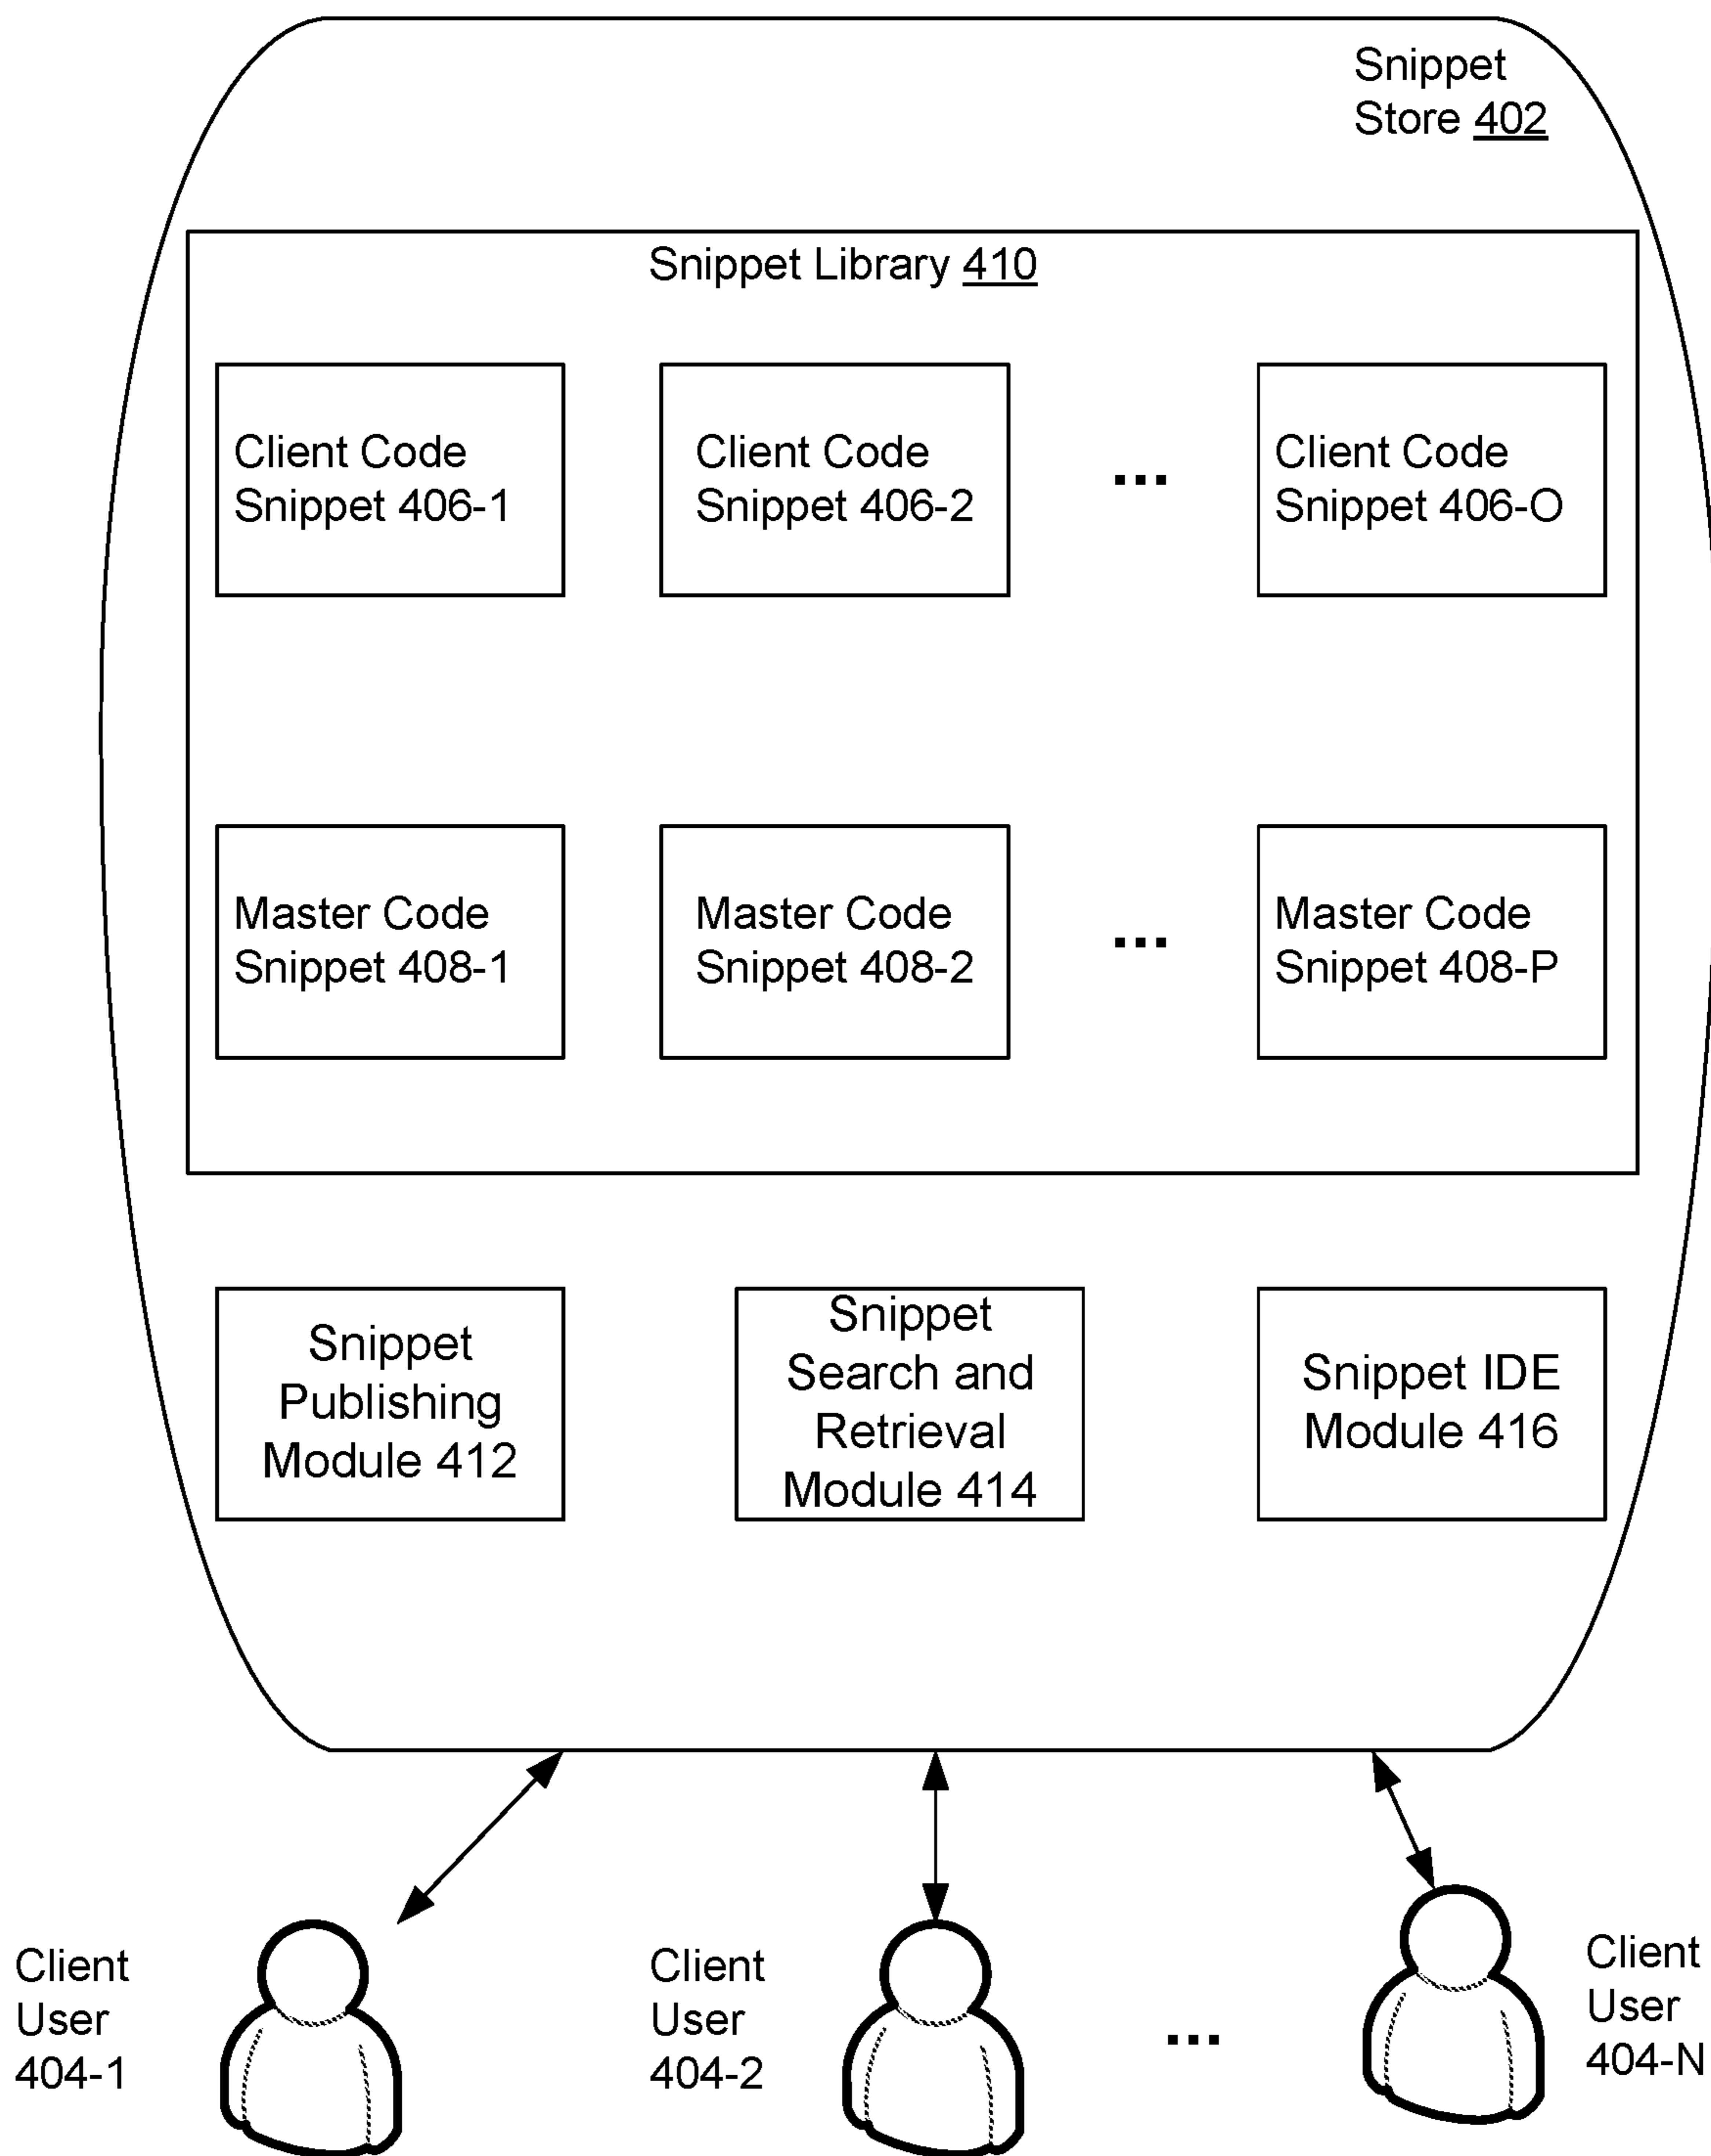 Snippet
Store 402
Snippet Library 410
Client Code
Snippet 406-1
Client Code
Snippet 406-2
...
Client Code
Snippet 406-O
Master Code
Snippet 408-1
Master Code
Snippet 408-2
...
Master Code
Snippet 408-P
Snippet
Publishing
Module 412
Snippet
Search and
Retrieval
Module 414
Snippet IDE
Module 416
Client
User
404-1
Client
User
404-2
...
Client
User
404-N